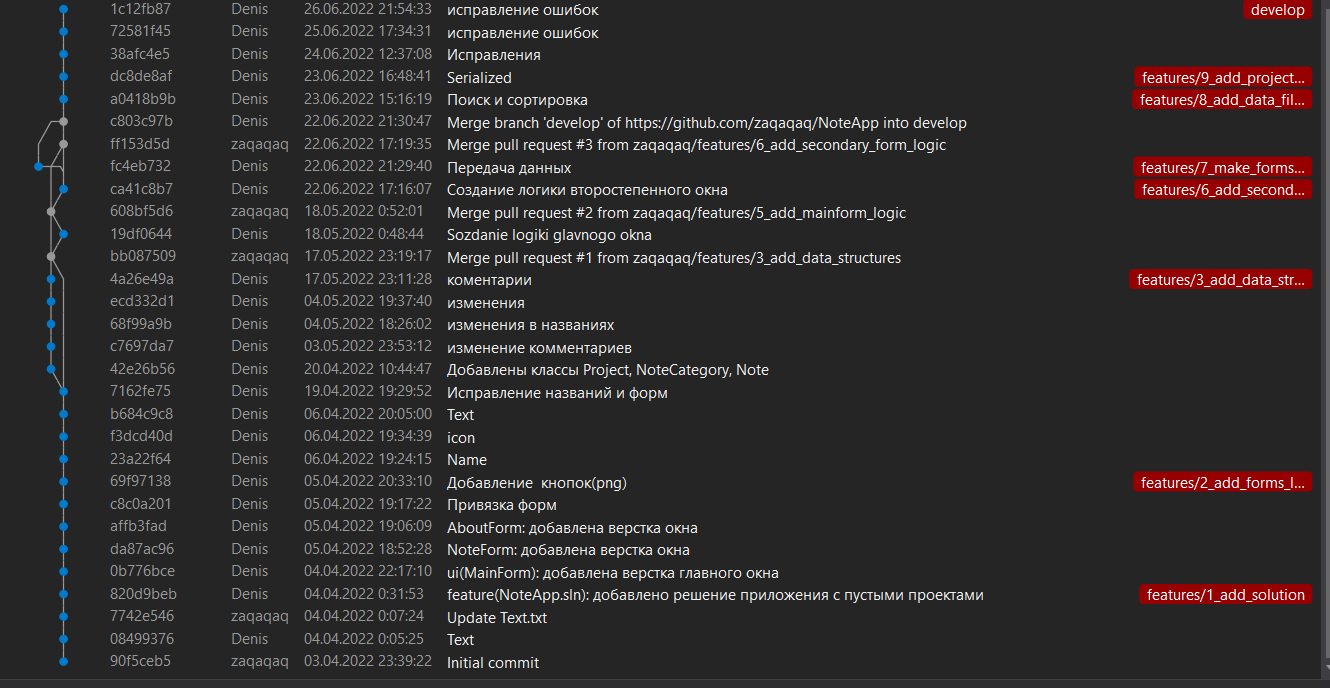 1c12fb87 Denis 26.06.2022 21:54:33 исправление ошибок develop
72581f45 Denis 25.06.2022 17:34:31 исправление ошибок
38afc4e5 Denis 24.06.2022 12:37:08 Исправления
dc8de8af Denis 23.06.2022 16:48:41 Serialized features/9_add_project...
a0418b9b Denis 23.06.2022 15:16:19 Поиск и сортировка features/8_add_data_fil...
c803c97b Denis 22.06.2022 21:30:47 Merge branch 'develop' of https://github.com/zaqaqaq/NoteApp into develop
ff153d5d zaqaqaq 22.06.2022 17:19:35 Merge pull request #3 from zaqaqaq/features/6_add_secondary_form_logic
fc4eb732 Denis 22.06.2022 21:29:40 Передача данных features/7_make_forms...
ca41c8b7 Denis 22.06.2022 17:16:07 Создание логики второстепенного окна features/6_add_second...
608bf5d6 zaqaqaq 18.05.2022 0:52:01 Merge pull request #2 from zaqaqaq/features/5_add_mainform_logic
19df0644 Denis 18.05.2022 0:48:44 Sozdanie logiki glavnogo okna
bb087509 zaqaqaq 17.05.2022 23:19:17 Merge pull request #1 from zaqaqaq/features/3_add_data_structures
4a26e49a Denis 17.05.2022 23:11:28 коментарии features/3_add_data_str...
ecd332d1 Denis 04.05.2022 19:37:40 изменения
68f99a9b Denis 04.05.2022 18:26:02 изменения в названиях
c7697da7 Denis 03.05.2022 23:53:12 изменение комментариев
42e26b56 Denis 20.04.2022 10:44:47 Добавлены классы Project, NoteCategory, Note
7162fe75 Denis 19.04.2022 19:29:52 Исправление названий и форм
b684c9c8 Denis 06.04.2022 20:05:00 Text
f3dcd40d Denis 06.04.2022 19:34:39 icon
23a22f64 Denis 06.04.2022 19:24:15 Name
69f97138 Denis 05.04.2022 20:33:10 Добавление  кнопок(png) features/2_add_forms_l...
c8c0a201 Denis 05.04.2022 19:17:22 Привязка форм
affb3fad Denis 05.04.2022 19:06:09 AboutForm: добавлена верстка окна
da87ac96 Denis 05.04.2022 18:52:28 NoteForm: добавлена верстка окна
0b776bce Denis 04.04.2022 22:17:10 ui(MainForm): добавлена верстка главного окна
820d9beb Denis 04.04.2022 0:31:53 feature(NoteApp.sln): добавлено решение приложения с пустыми проектами features/1_add_solution
7742e546 zaqaqaq 04.04.2022 0:07:24 Update Text.txt
08499376 Denis 04.04.2022 0:05:25 Text
90f5ceb5 zaqaqaq 03.04.2022 23:39:22 Initial commit